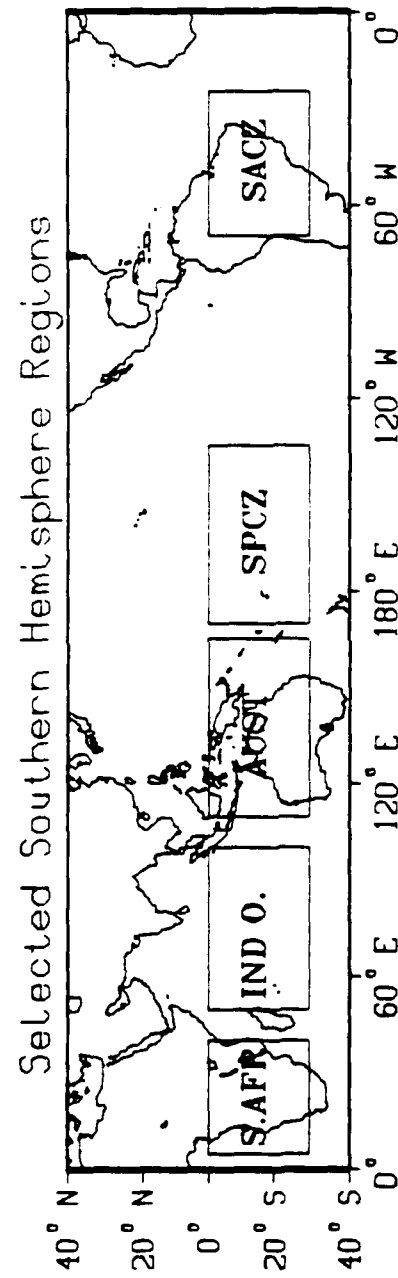 Selected Southern Hemisphere Regions
40° N
20° N
0°
20° S
40° S
S.AFR
IND O.
AUST
SPCZ
SACZ
0°
60° E
120° E
180° E
120° W
60° W
0°